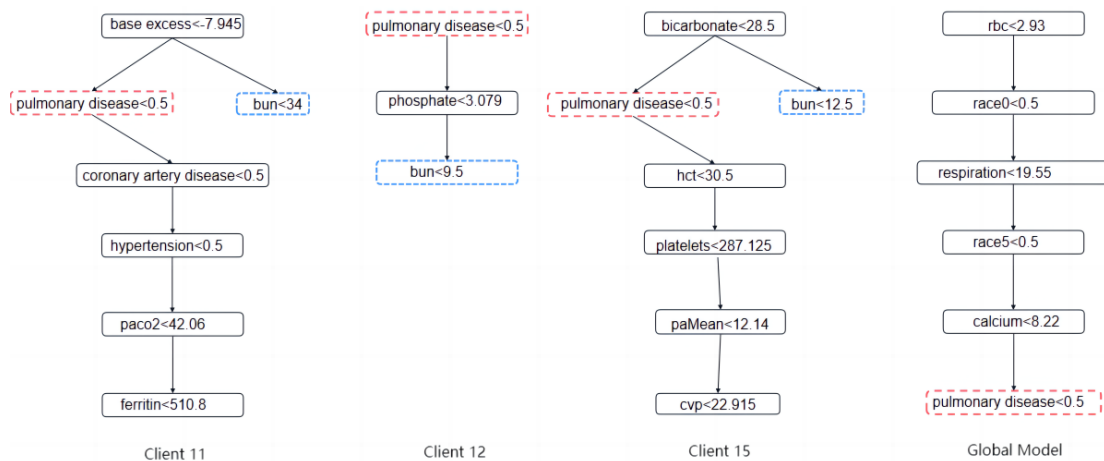 base excess<-7.945
pulmonary disease<0.5
bun<34
coronary artery disease<0.5
hypertension<0.5
paco2<42.06
ferritin<510.8
Client 11
pulmonary disease<0.5
phosphate<3.079
bun<9.5
Client 12
bicarbonate<28.5
pulmonary disease<0.5
bun<12.5
hct<30.5
platelets<287.125
paMean<12.14
cvp<22.915
Client 15
rbc<2.93
race0<0.5
respiration<19.55
race5<0.5
calcium<8.22
pulmonary disease<0.5
Global Model